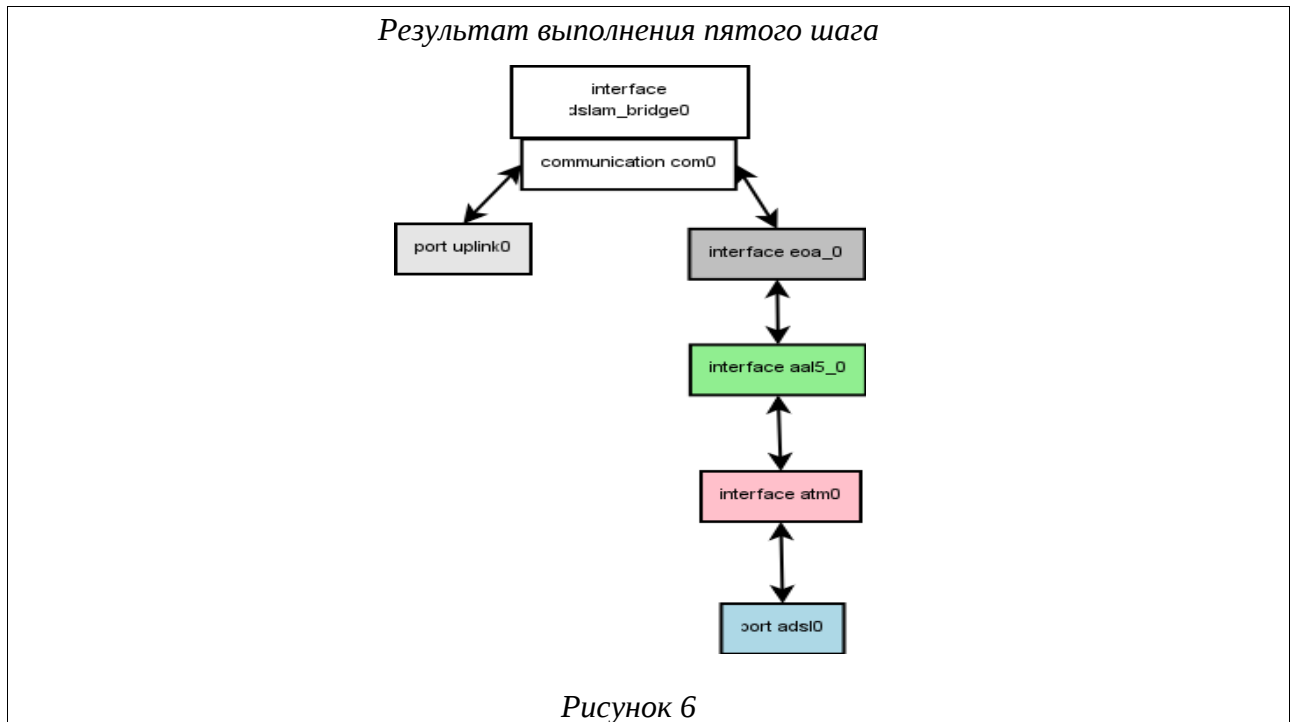 Результат выполнения пятого шага
interface
dslam_bridge0
communication com0
port uplink0
interface eoa_0
interface aal5_0
interface atm0
port adsl0
Рисунок 6